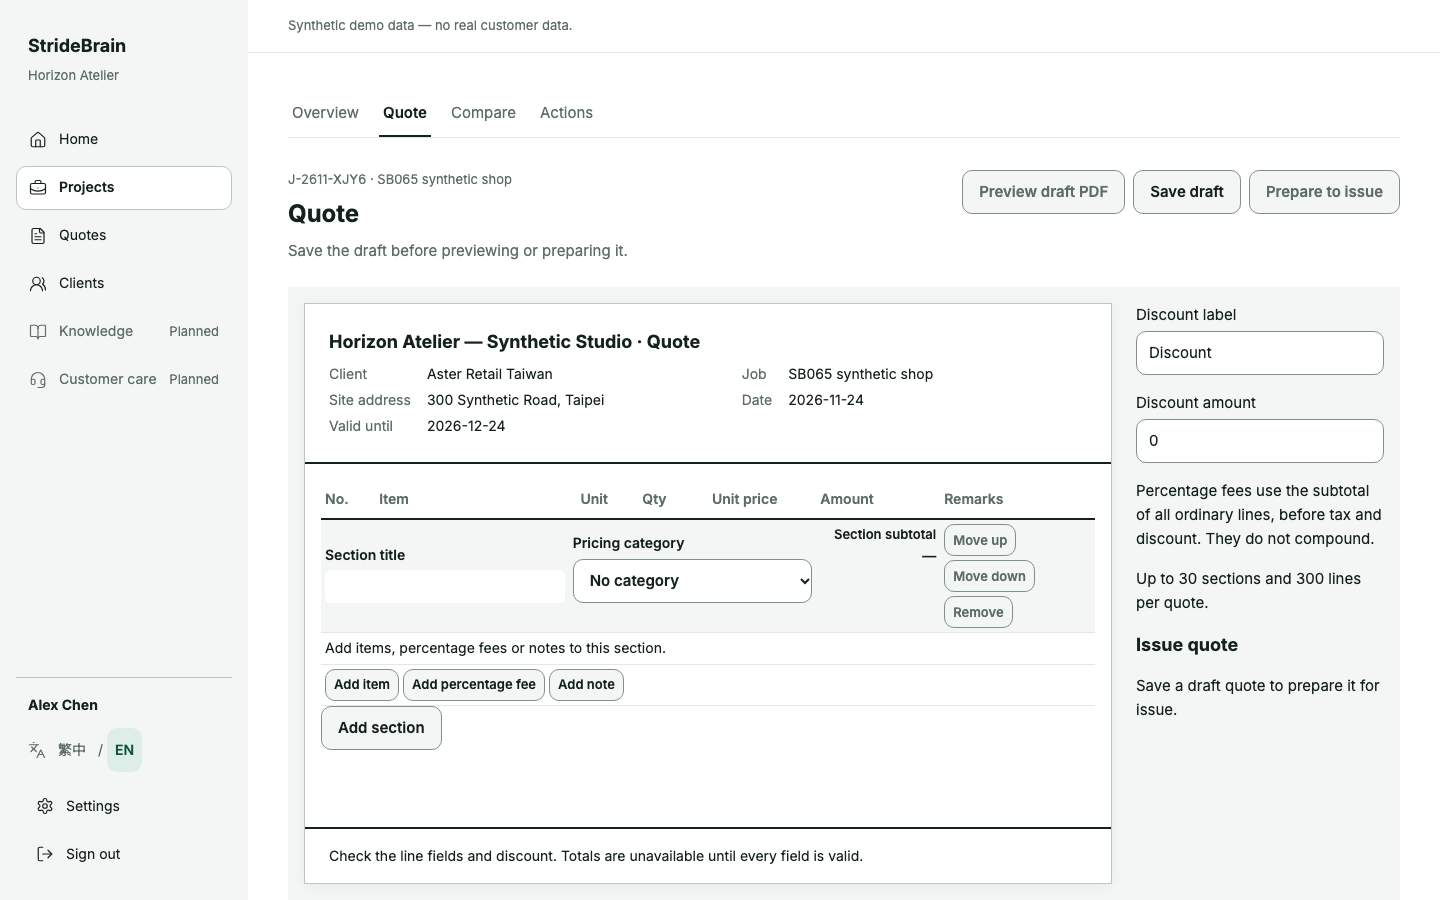 StrideBrain
Horizon Atelier
Home
Projects
Quotes
Clients
Knowledge Planned
Customer care Planned
Alex Chen
繁中 / EN
Settings
Sign out
Synthetic demo data — no real customer data.
Overview Quote Compare Actions
J-2611-XJY6 · SB065 synthetic shop
Quote
Save the draft before previewing or preparing it.
Preview draft PDF Save draft Prepare to issue
Horizon Atelier — Synthetic Studio · Quote
Client Aster Retail Taiwan Job SB065 synthetic shop
Site address 300 Synthetic Road, Taipei Date 2026-11-24
Valid until 2026-12-24
No. Item Unit Qty Unit price Amount Remarks
Section title
Pricing category
No category
Section subtotal
—
Move up
Move down
Remove
Add items, percentage fees or notes to this section.
Add item Add percentage fee Add note
Add section
Check the line fields and discount. Totals are unavailable until every field is valid.
Discount label
Discount
Discount amount
0
Percentage fees use the subtotal
of all ordinary lines, before tax and
discount. They do not compound.
Up to 30 sections and 300 lines
per quote.
Issue quote
Save a draft quote to prepare it for
issue.